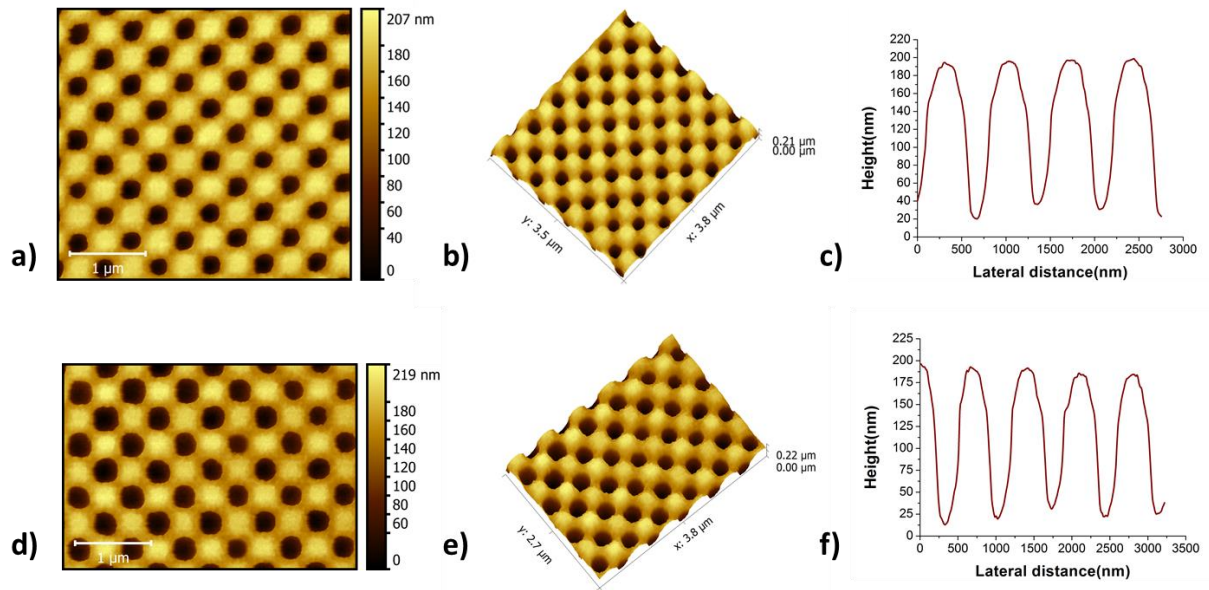 207 nm
180
160
140
120
100
80
60
40
0
1 µm
a)
0.21 µm
0.00 µm
y: 3.5 µm
x: 3.8 µm
b)
220
200
180
160
140
120
100
80
60
40
20
0
Height(nm)
0 500 1000 1500 2000 2500 3000
Lateral distance(nm)
c)
219 nm
180
160
140
120
100
80
60
0
1 µm
d)
0.22 µm
0.00 µm
y: 2.7 µm
x: 3.8 µm
e)
225
200
175
150
125
100
75
50
25
0
Height(nm)
0 500 1000 1500 2000 2500 3000 3500
Lateral distance(nm)
f)